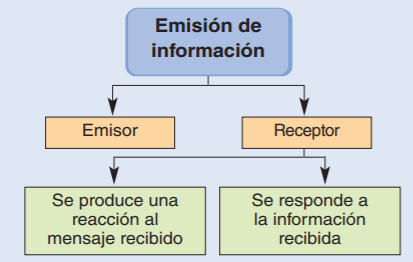 Emisión de
información
Emisor
Receptor
Se produce una
reacción al
mensaje recibido
Se responde a
la información
recibida